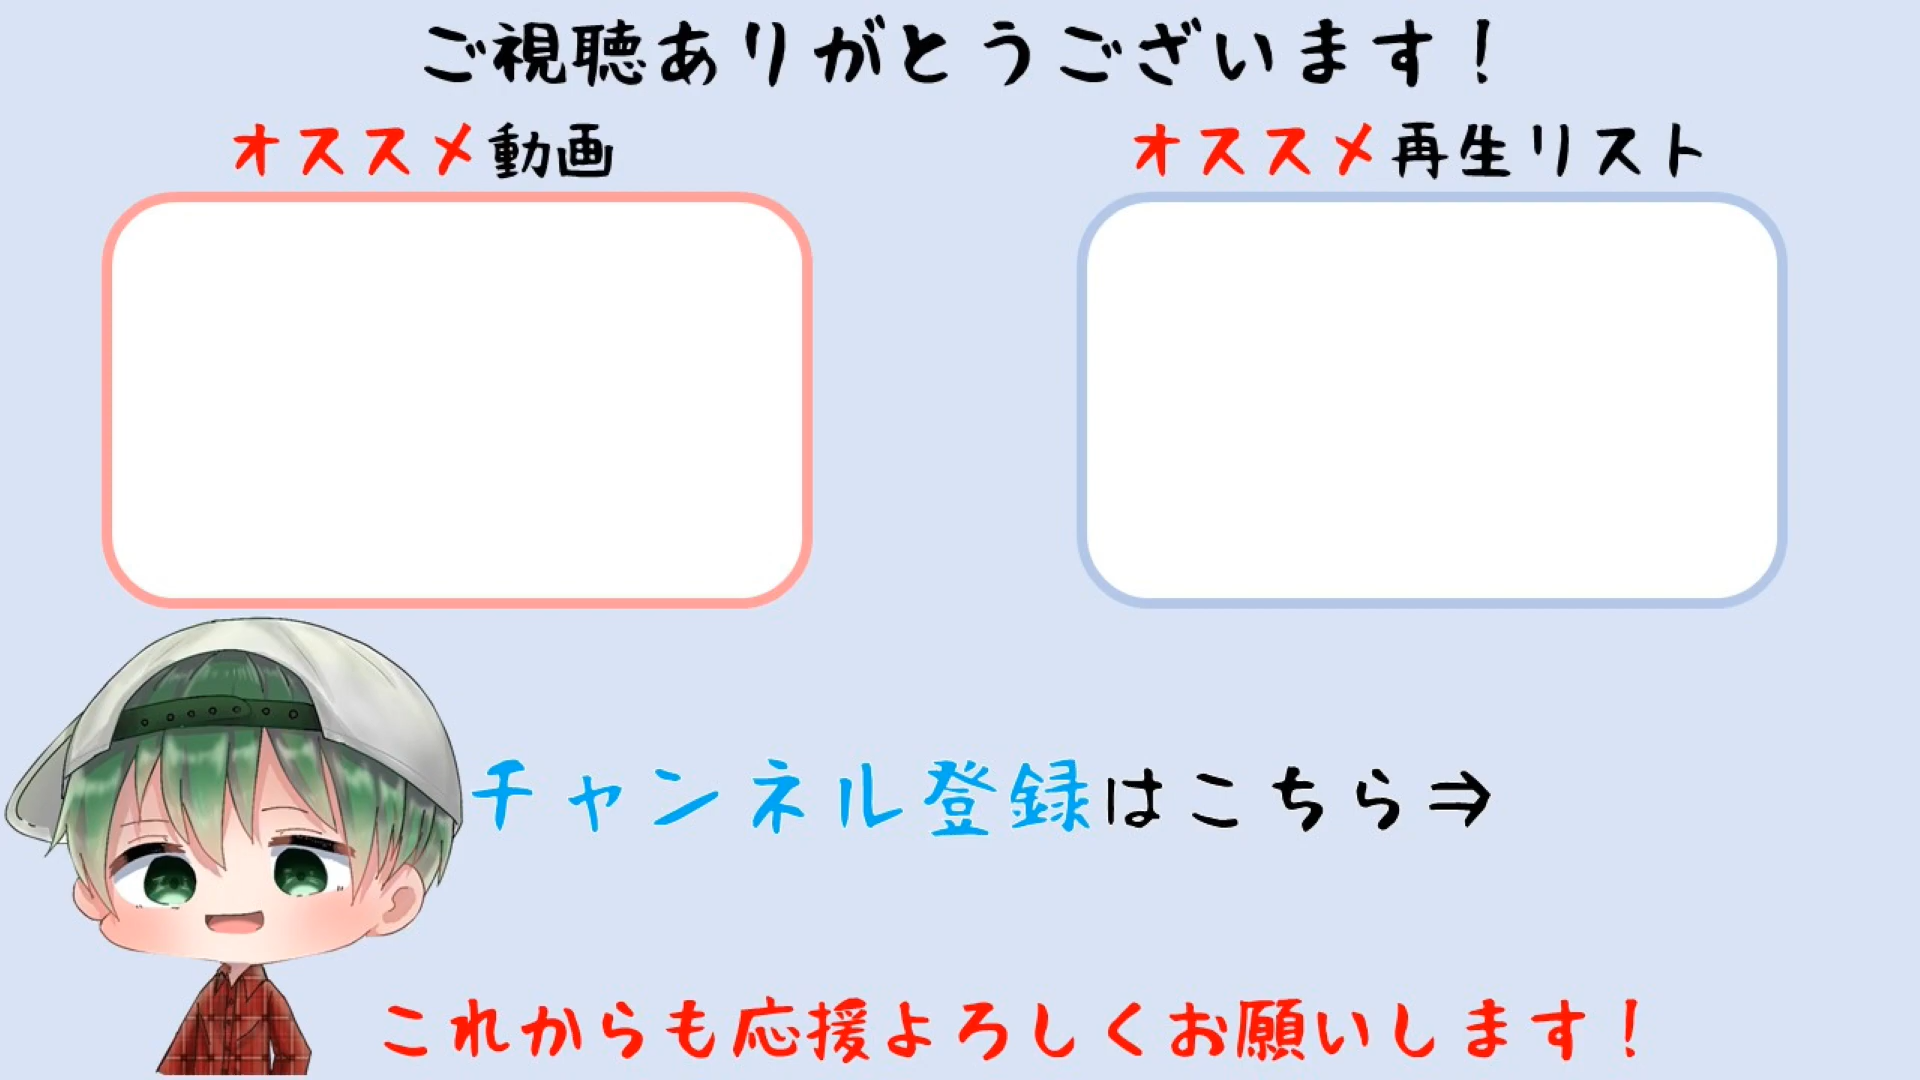 ご視聴ありがとうございます！
オススメ動画
オススメ再生リスト
チャンネル登録はこちら⇒
これからも応援よろしくお願いします！